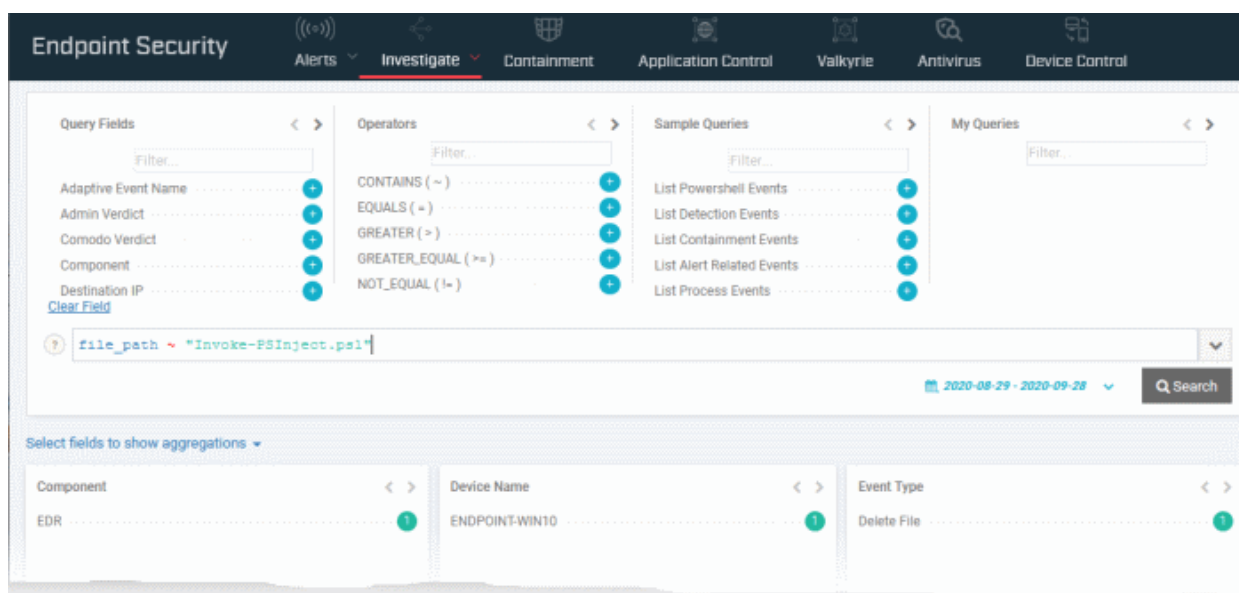 Endpoint Security
Alerts
Investigate
Containment
Application Control
Valkyrie
Antivirus
Device Control
Query Fields
Filter...
Adaptive Event Name
Admin Verdict
Comodo Verdict
Component
Destination IP
Clear Field
Operators
Filter...
CONTAINS ( ~ )
EQUALS ( = )
GREATER ( > )
GREATER_EQUAL ( >= )
NOT_EQUAL ( != )
Sample Queries
Filter...
List Powershell Events
List Detection Events
List Containment Events
List Alert Related Events
List Process Events
My Queries
Filter...
? file_path ~ "Invoke-PSInject.ps1"
2020-08-29 - 2020-09-28
Search
Select fields to show aggregations
Component
EDR 1
Device Name
ENDPOINT-WIN10 1
Event Type
Delete File 1